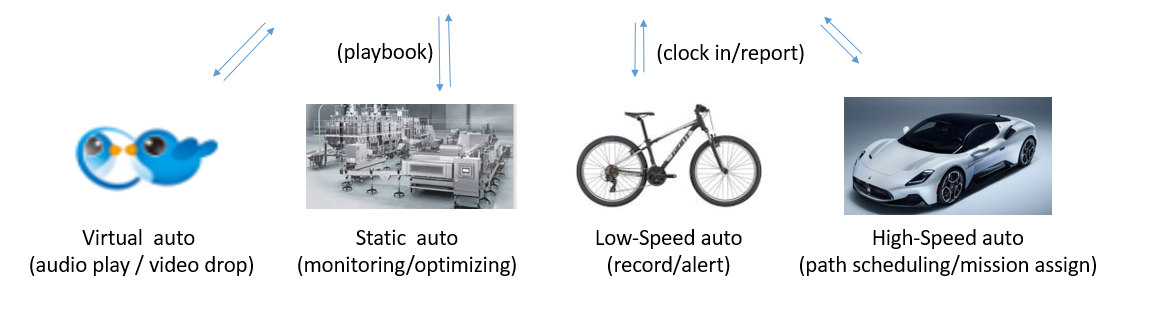 (playbook)
(clock in/report)
GIANT
Virtual auto
(audio play / video drop)
Static auto
(monitoring/optimizing)
Low-Speed auto
(record/alert)
High-Speed auto
(path scheduling/mission assign)